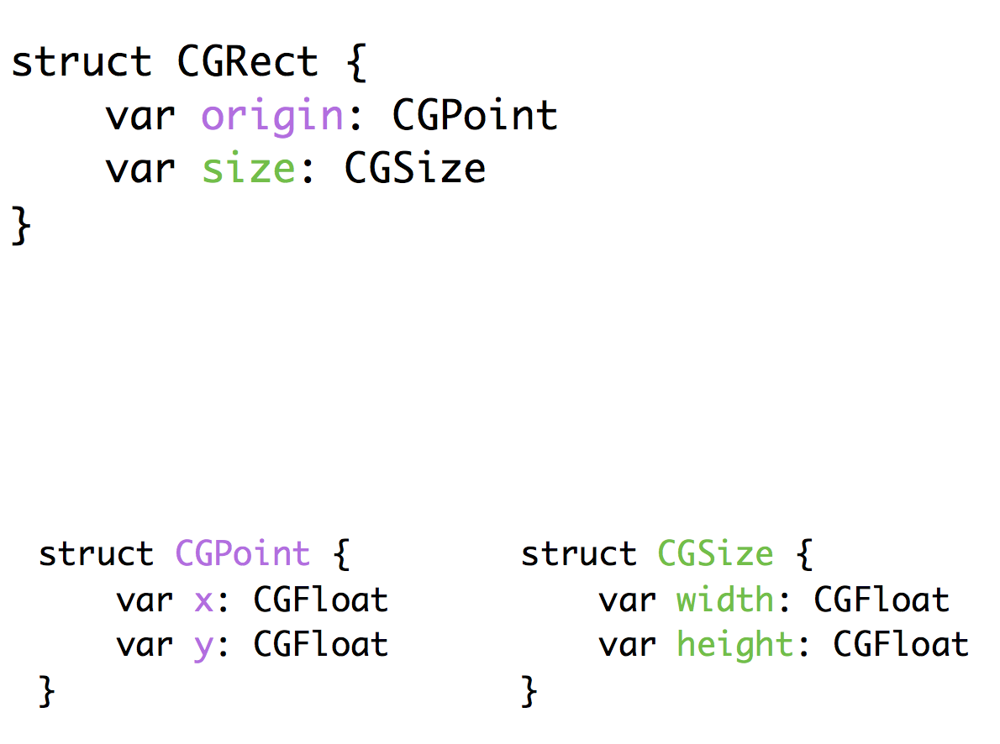 struct CGRect {
    var origin: CGPoint
    var size: CGSize
}
struct CGPoint {
    var x: CGFloat
    var y: CGFloat
}
struct CGSize {
    var width: CGFloat
    var height: CGFloat
}